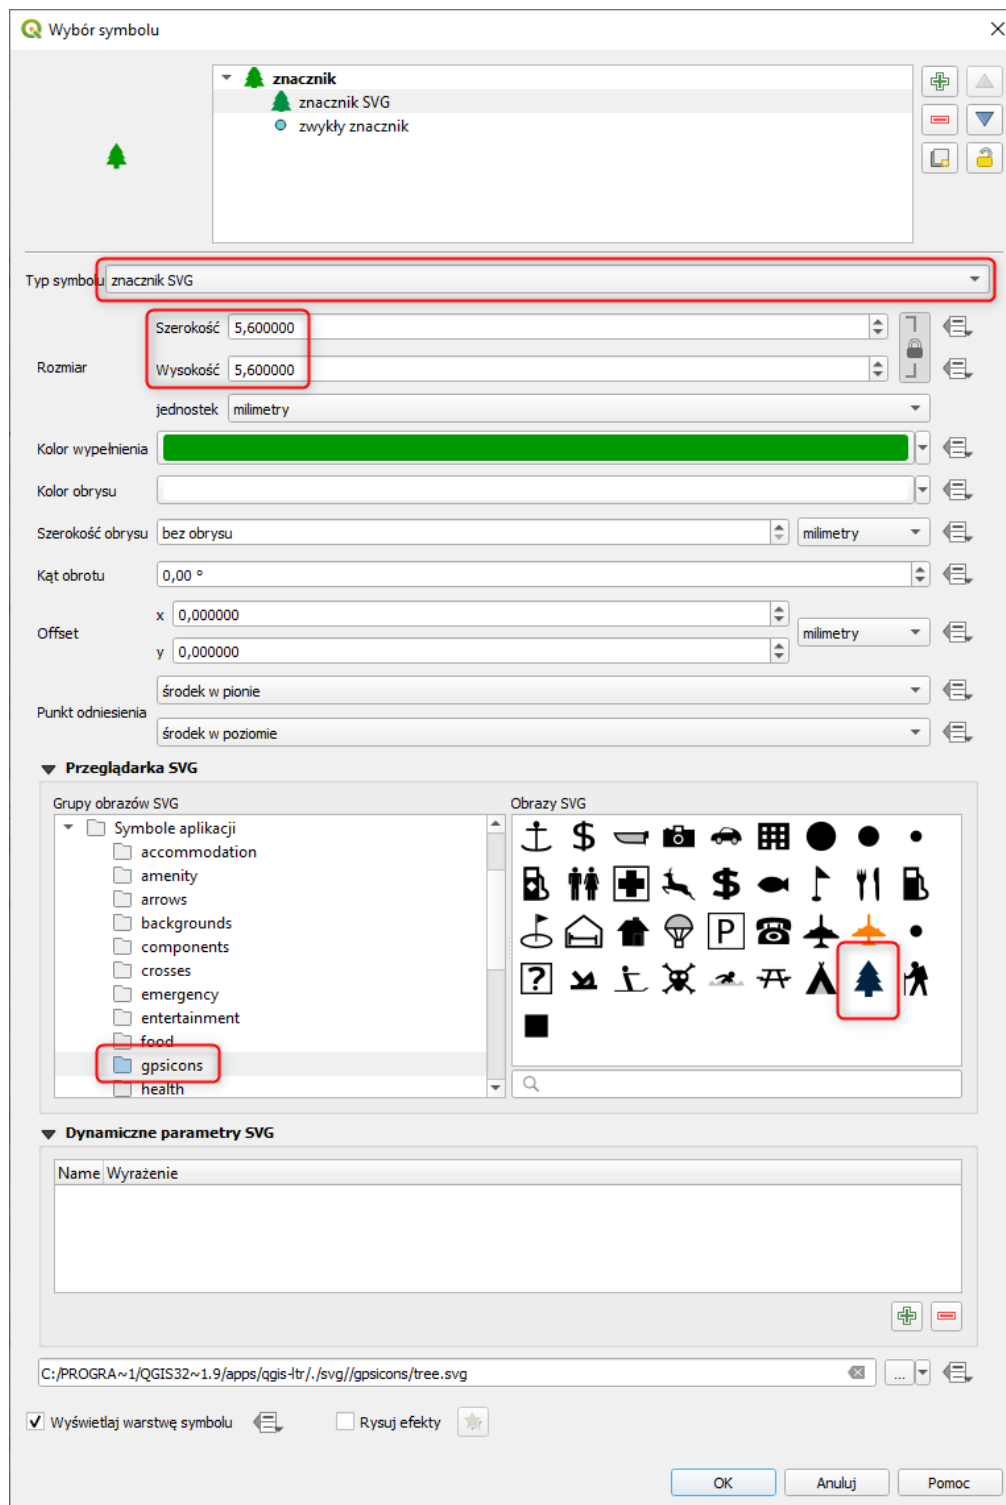 Wybór symbolu
znacznik
znacznik SVG
zwykły znacznik
Typ symbolu znacznik SVG
Szerokość 5,600000
Rozmiar
Wysokość 5,600000
jednostek milimetry
Kolor wypełnienia
Kolor obrysu
Szerokość obrysu bez obrysu milimetry
Kąt obrotu 0,00 °
x 0,000000
Offset milimetry
y 0,000000
środek w pionie
Punkt odniesienia
środek w poziomie
Przeglądarka SVG
Grupy obrazów SVG
Symbole aplikacji
accommodation
amenity
arrows
backgrounds
components
crosses
emergency
entertainment
food
gpsicons
health
Obrazy SVG
$
$
P
?
Dynamiczne parametry SVG
Name Wyrażenie
C:/PROGRA~1/QGIS32~1.9/apps/qgis-ltr/./svg//gpsicons/tree.svg ...
Wyświetlaj warstwę symbolu Rysuj efekty
OK Anuluj Pomoc